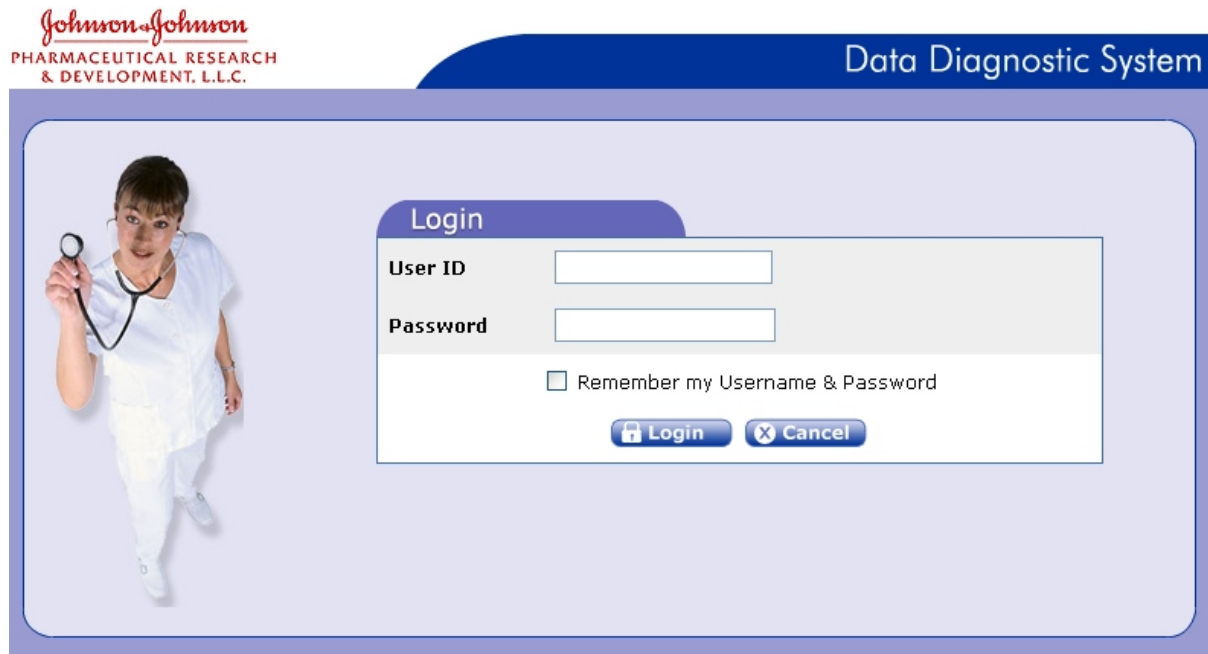 Johnson & Johnson
PHARMACEUTICAL RESEARCH
& DEVELOPMENT, L.L.C.
Data Diagnostic System
Login
User ID
Password
Remember my Username & Password
Login
Cancel